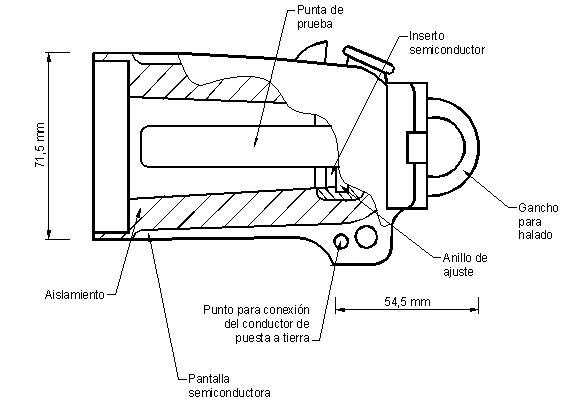 Punta de
prueba
Inserto
semiconductor
71,5 mm
Gancho
para
halado
Anillo de
ajuste
Aislamiento
Punto para conexión
del conductor de
puesta a tierra
54,5 mm
Pantalla
semiconductora